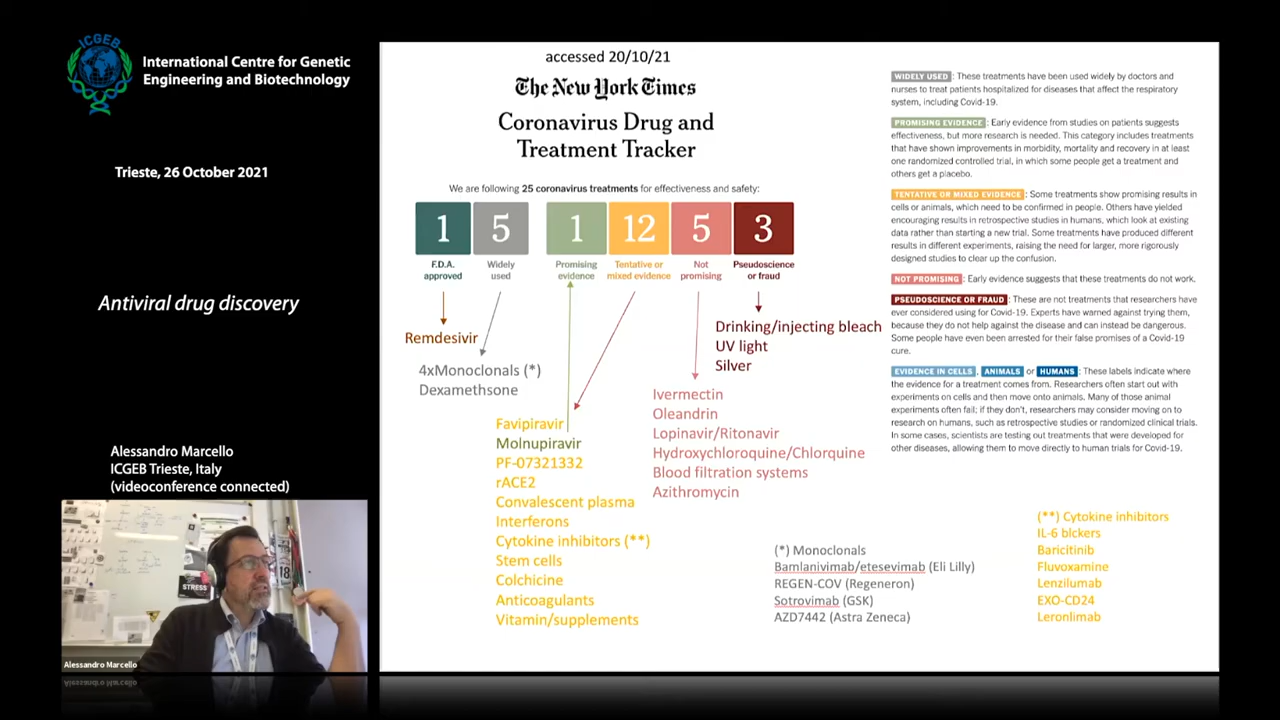 ICGEB
International Centre for Genetic
Engineering and Biotechnology
Trieste, 26 October 2021
Antiviral drug discovery
Alessandro Marcello
ICGEB Trieste, Italy
(videoconference connected)
STRESS
18
Alessandro Marcello
accessed 20/10/21
The New York Times
Coronavirus Drug and
Treatment Tracker
We are following 25 coronavirus treatments for effectiveness and safety:
1 5 1 12 5 3
F.D.A.
approved
Widely
used
Promising
evidence
Tentative or
mixed evidence
Not
promising
Pseudoscience
or fraud
Remdesivir
4xMonoclonals (*)
Dexamethsone
Favipiravir
Molnupiravir
PF-07321332
rACE2
Convalescent plasma
Interferons
Cytokine inhibitors (**)
Stem cells
Colchicine
Anticoagulants
Vitamin/supplements
Drinking/injecting bleach
UV light
Silver
Ivermectin
Oleandrin
Lopinavir/Ritonavir
Hydroxychloroquine/Chlorquine
Blood filtration systems
Azithromycin
(*) Monoclonals
Bamlanivimab/etesevimab (Eli Lilly)
REGEN-COV (Regeneron)
Sotrovimab (GSK)
AZD7442 (Astra Zeneca)
WIDELY USED : These treatments have been used widely by doctors and
nurses to treat patients hospitalized for diseases that affect the respiratory
system, including Covid-19.
PROMISING EVIDENCE : Early evidence from studies on patients suggests
effectiveness, but more research is needed. This category includes treatments
that have shown improvements in morbidity, mortality and recovery in at least
one randomized controlled trial, in which some people get a treatment and
others get a placebo.
TENTATIVE OR MIXED EVIDENCE : Some treatments show promising results in
cells or animals, which need to be confirmed in people. Others have yielded
encouraging results in retrospective studies in humans, which look at existing
data rather than starting a new trial. Some treatments have produced different
results in different experiments, raising the need for larger, more rigorously
designed studies to clear up the confusion.
NOT PROMISING : Early evidence suggests that these treatments do not work.
PSEUDOSCIENCE OR FRAUD : These are not treatments that researchers have
ever considered using for Covid-19. Experts have warned against trying them,
because they do not help against the disease and can instead be dangerous.
Some people have even been arrested for their false promises of a Covid-19
cure.
EVIDENCE IN CELLS , ANIMALS or HUMANS : These labels indicate where
the evidence for a treatment comes from. Researchers often start out with
experiments on cells and then move onto animals. Many of those animal
experiments often fail; if they don't, researchers may consider moving on to
research on humans, such as retrospective studies or randomized clinical trials.
In some cases, scientists are testing out treatments that were developed for
other diseases, allowing them to move directly to human trials for Covid-19.
(**) Cytokine inhibitors
IL-6 blckers
Baricitinib
Fluvoxamine
Lenzilumab
EXO-CD24
Leronlimab